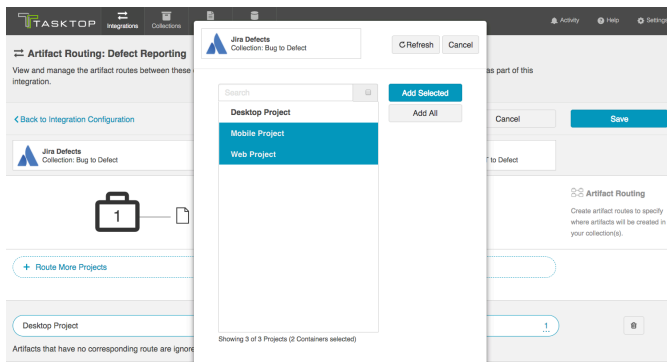 TASKTOP
Integrations
Collections
Activity
Help
Settings
Artifact Routing: Defect Reporting
View and manage the artifact routes between these
as part of this
integration.
Back to Integration Configuration
Cancel
Save
Jira Defects
Collection: Bug to Defect
to Defect
1
Artifact Routing
Create artifact routes to specify
where artifacts will be created in
your collection(s).
+ Route More Projects
Desktop Project
1
Artifacts that have no corresponding route are ignore
Jira Defects
Collection: Bug to Defect
Refresh
Cancel
Search
Add Selected
Add All
Desktop Project
Mobile Project
Web Project
Showing 3 of 3 Projects (2 Containers selected)